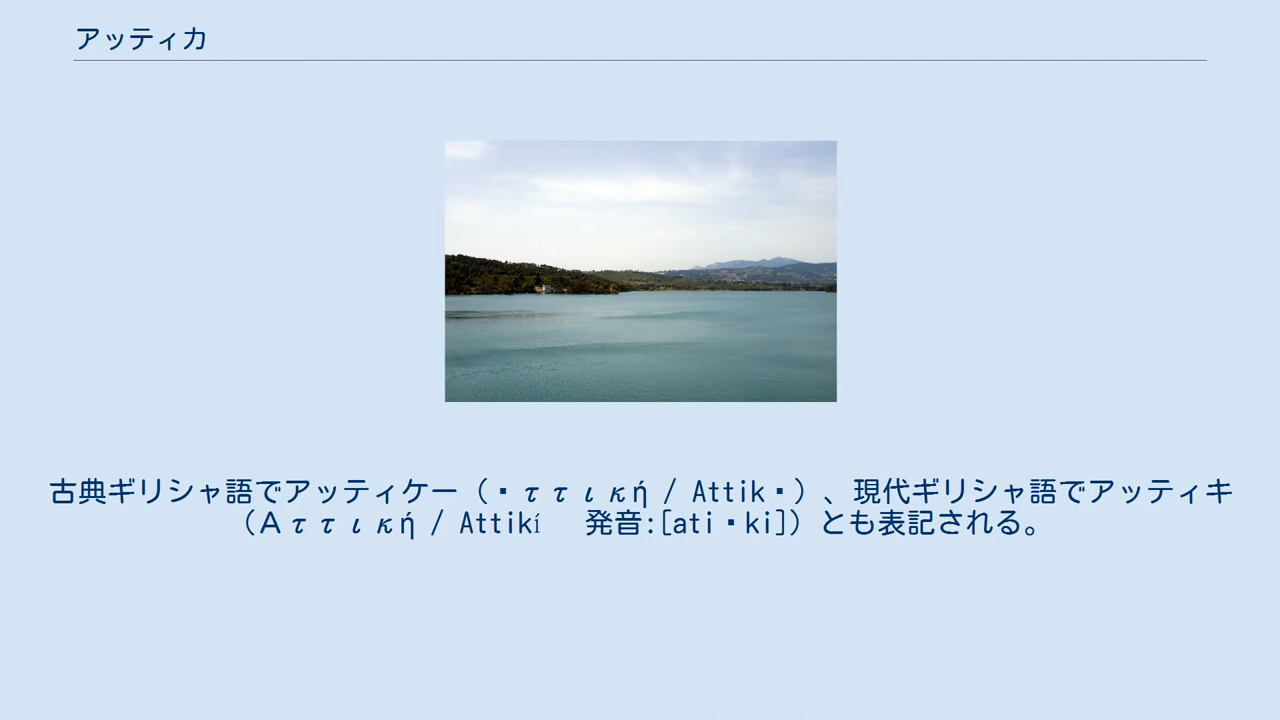 アッティカ
古典ギリシャ語でアッティケー（・ττική / Attik・）、現代ギリシャ語でアッティキ
（Αττική / Attikí　発音:[ati・ki]）とも表記される。